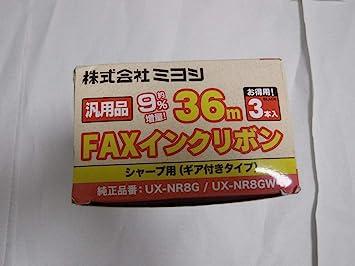 株式会社ミヨシ
汎用品 約9%増量! 36m お得用! 3本入
FAXインクリボン
シャープ用(ギア付きタイプ)
純正品番:UX-NR8G / UX-NR8GW